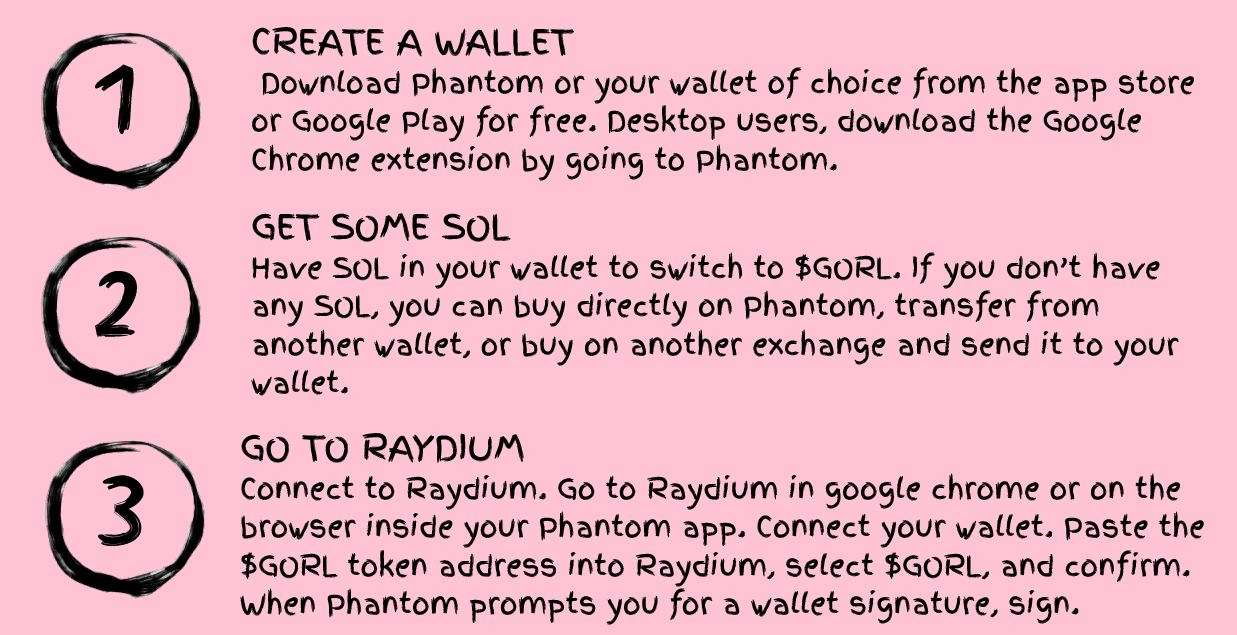 1
CREATE A WALLET
Download Phantom or your wallet of choice from the app store
or Google Play for free. Desktop users, download the Google
Chrome extension by going to Phantom.
2
GET SOME SOL
Have SOL in your wallet to switch to $GORL. If you don't have
any SOL, you can buy directly on Phantom, transfer from
another wallet, or buy on another exchange and send it to your
wallet.
3
GO TO RAYDIUM
Connect to Raydium. Go to Raydium in google chrome or on the
browser inside your Phantom app. Connect your wallet. Paste the
$GORL token address into Raydium, select $GORL, and confirm.
When Phantom prompts you for a wallet signature, sign.